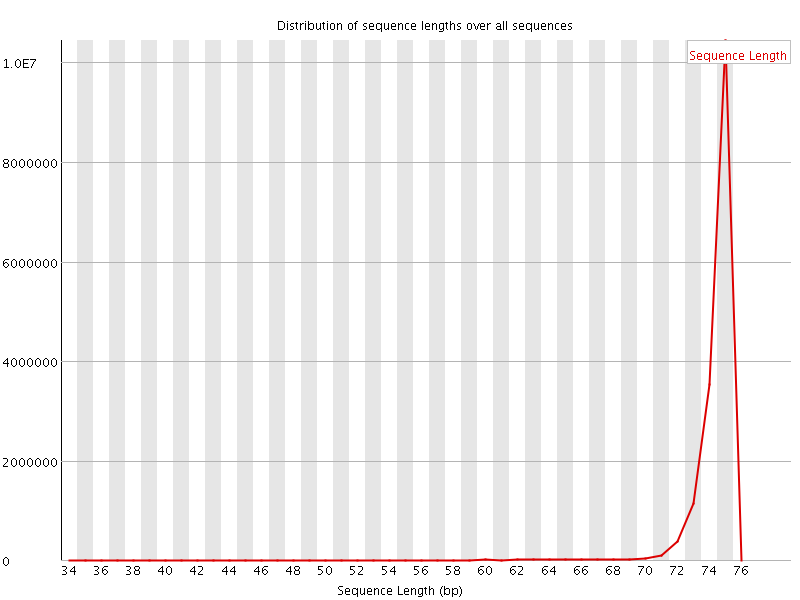 Distribution of sequence lengths over all sequences
Sequence Length
1.0E7
8000000
6000000
4000000
2000000
0
34 36 38 40 42 44 46 48 50 52 54 56 58 60 62 64 66 68 70 72 74 76
Sequence Length (bp)